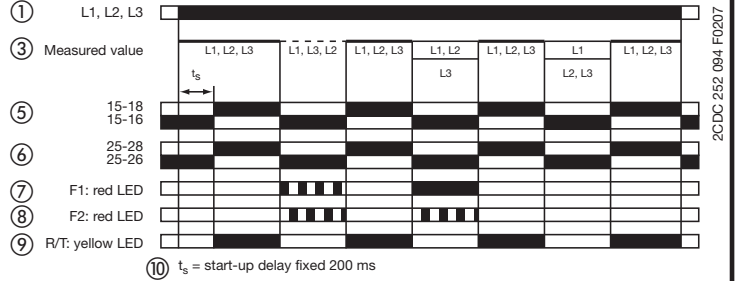 ① L1, L2, L3
③ Measured value L1, L2, L3 L1, L3, L2 L1, L2, L3 L1, L2 L1, L2, L3 L1 L1, L2, L3
L3 L2, L3
ts
⑤ 15-18
15-16
⑥ 25-28
25-26
⑦ F1: red LED
⑧ F2: red LED
⑨ R/T: yellow LED
⑩ ts = start-up delay fixed 200 ms
2CDC 252 094 F0207